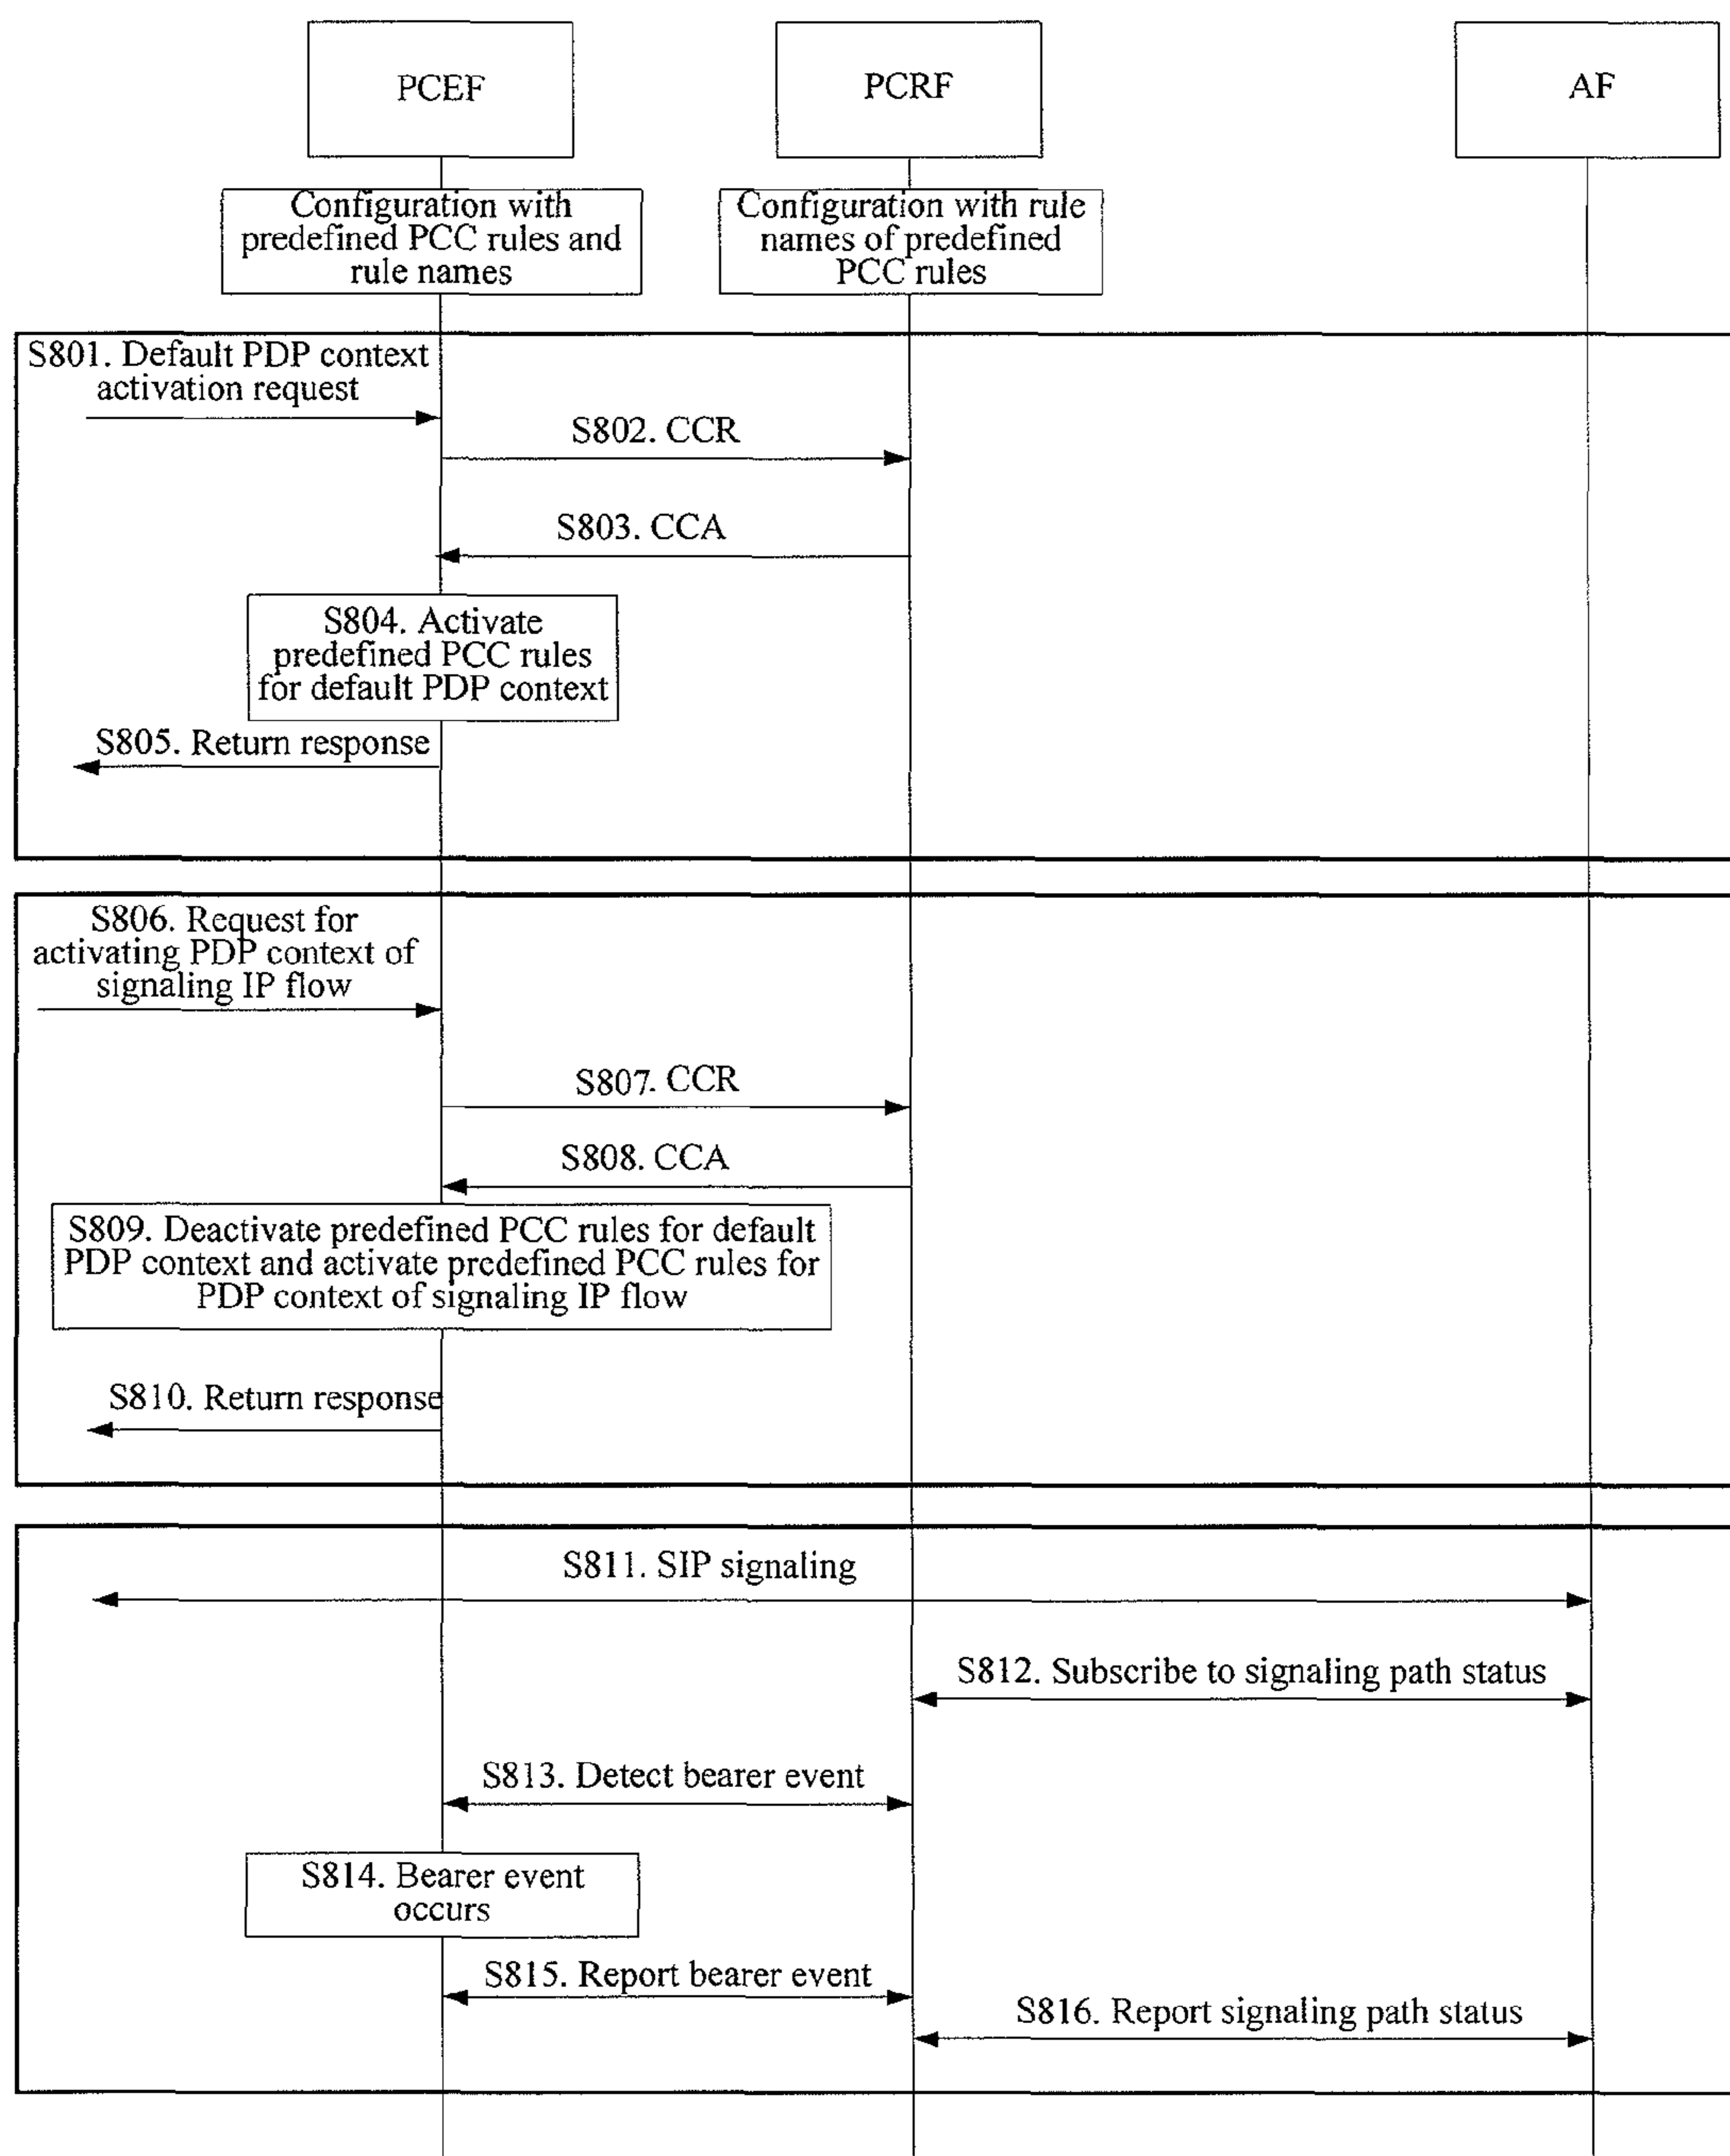 PCEF
PCRF
AF
Configuration with
predefined PCC rules and
rule names
Configuration with rule
names of predefined
PCC rules
S801. Default PDP context
activation request
S802. CCR
S803. CCA
S804. Activate
predefined PCC rules
for default PDP context
S805. Return response
S806. Request for
activating PDP context of
signaling IP flow
S807. CCR
S808. CCA
S809. Deactivate predefined PCC rules for default
PDP context and activate predefined PCC rules for
PDP context of signaling IP flow
S810. Return response
S811. SIP signaling
S812. Subscribe to signaling path status
S813. Detect bearer event
S814. Bearer event
occurs
S815. Report bearer event
S816. Report signaling path status